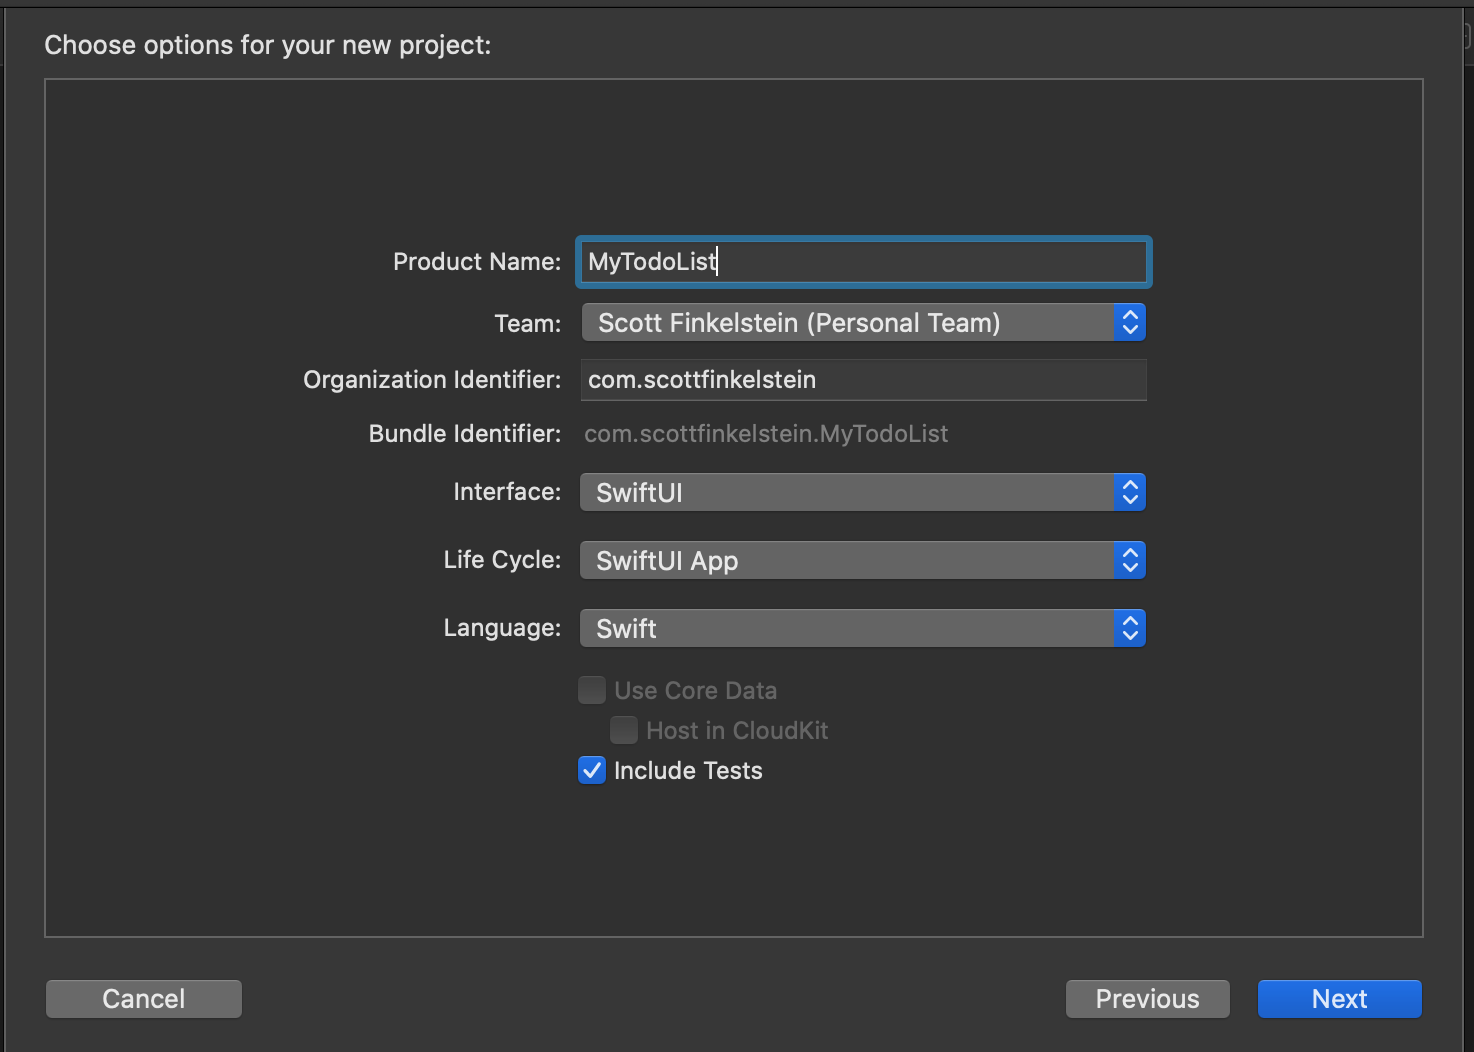 Choose options for your new project:
Product Name: MyTodoList
Team: Scott Finkelstein (Personal Team)
Organization Identifier: com.scottfinkelstein
Bundle Identifier: com.scottfinkelstein.MyTodoList
Interface: SwiftUI
Life Cycle: SwiftUI App
Language: Swift
Use Core Data
Host in CloudKit
Include Tests
Cancel Previous Next